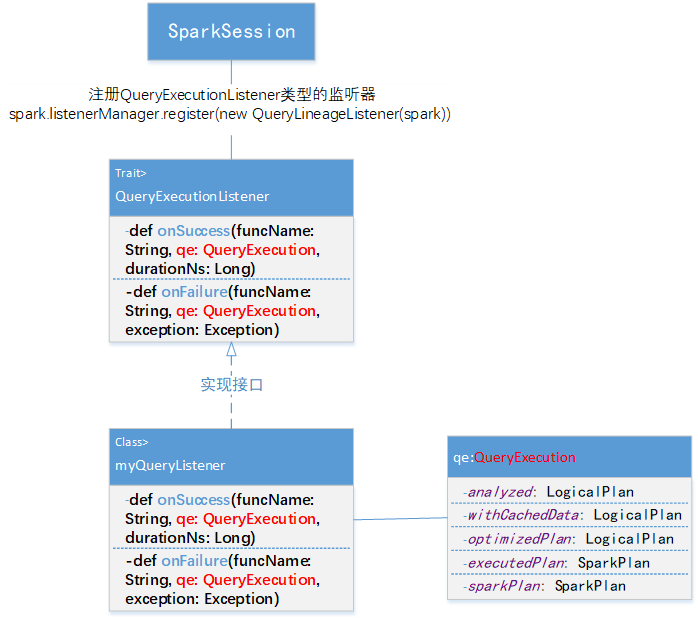 SparkSession
注册QueryExecutionListener类型的监听器
spark.listenerManager.register(new QueryLineageListener(spark))
Trait>
QueryExecutionListener
-def onSuccess(funcName:
String, qe: QueryExecution,
durationNs: Long)
-def onFailure(funcName:
String, qe: QueryExecution,
exception: Exception)
实现接口
Class>
myQueryListener
-def onSuccess(funcName:
String, qe: QueryExecution,
durationNs: Long)
-def onFailure(funcName:
String, qe: QueryExecution,
exception: Exception)
qe:QueryExecution
-analyzed: LogicalPlan
-withCachedData: LogicalPlan
-optimizedPlan: LogicalPlan
-executedPlan: SparkPlan
-sparkPlan: SparkPlan